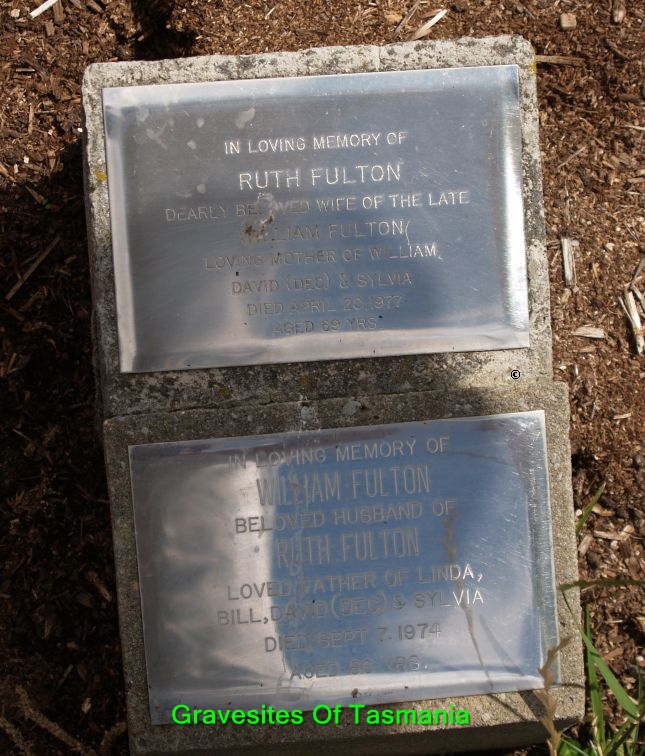 IN LOVING MEMORY OF
RUTH FULTON
DEARLY BELOVED WIFE OF THE LATE
WILLIAM FULTON
LOVING MOTHER OF WILLIAM,
DAVID (DEC) & SYLVIA
DIED APRIL 20, 1977
AGED 69 YRS.
©
IN LOVING MEMORY OF
WILLIAM FULTON
BELOVED HUSBAND OF
RUTH FULTON
LOVED FATHER OF LINDA,
BILL, DAVID (DEC) & SYLVIA
DIED SEPT 7. 1974
AGED YRS.
Gravesites Of Tasmania